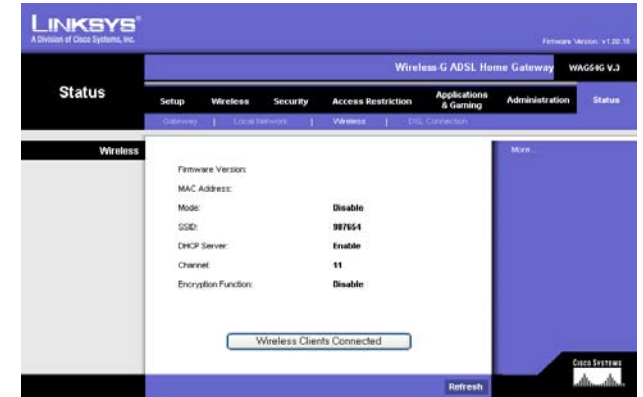 LINKSYS®
A Division of Cisco Systems, Inc.
Firmware Version: v1.00.16
Wireless-G ADSL Home Gateway WAG54G V.3
Status
Setup Wireless Security Access Restriction Applications & Gaming Administration Status
Gateway | Local Network | Wireless | DSL Connection
Wireless
More...
Firmware Version:
MAC Address:
Mode: Disable
SSID: 987654
DHCP Server: Enable
Channel: 11
Encryption Function: Disable
Wireless Clients Connected
Refresh
CISCO SYSTEMS